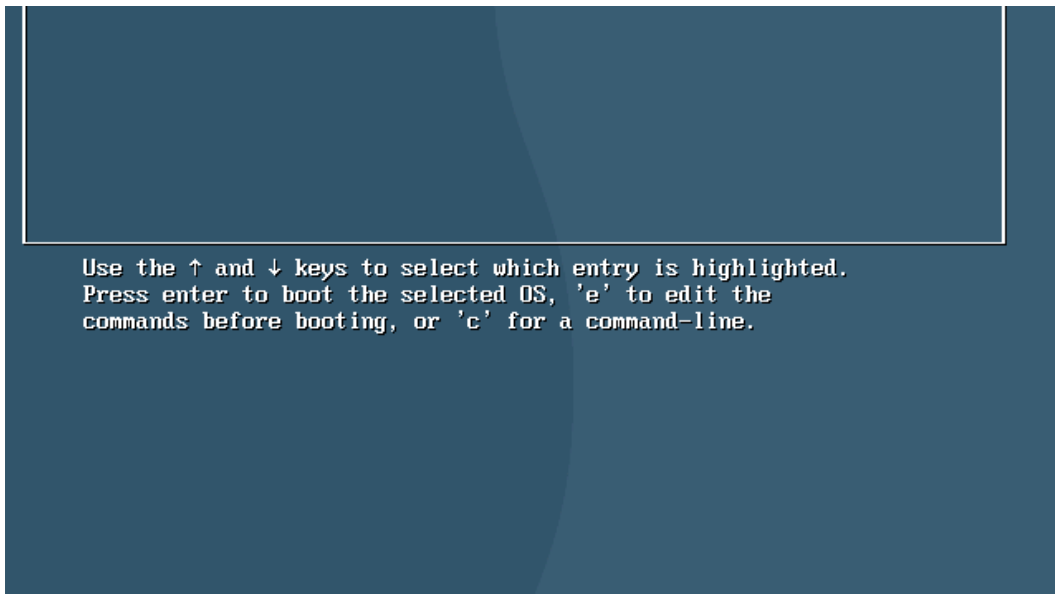 Use the ↑ and ↓ keys to select which entry is highlighted.
Press enter to boot the selected OS, 'e' to edit the
commands before booting, or 'c' for a command-line.